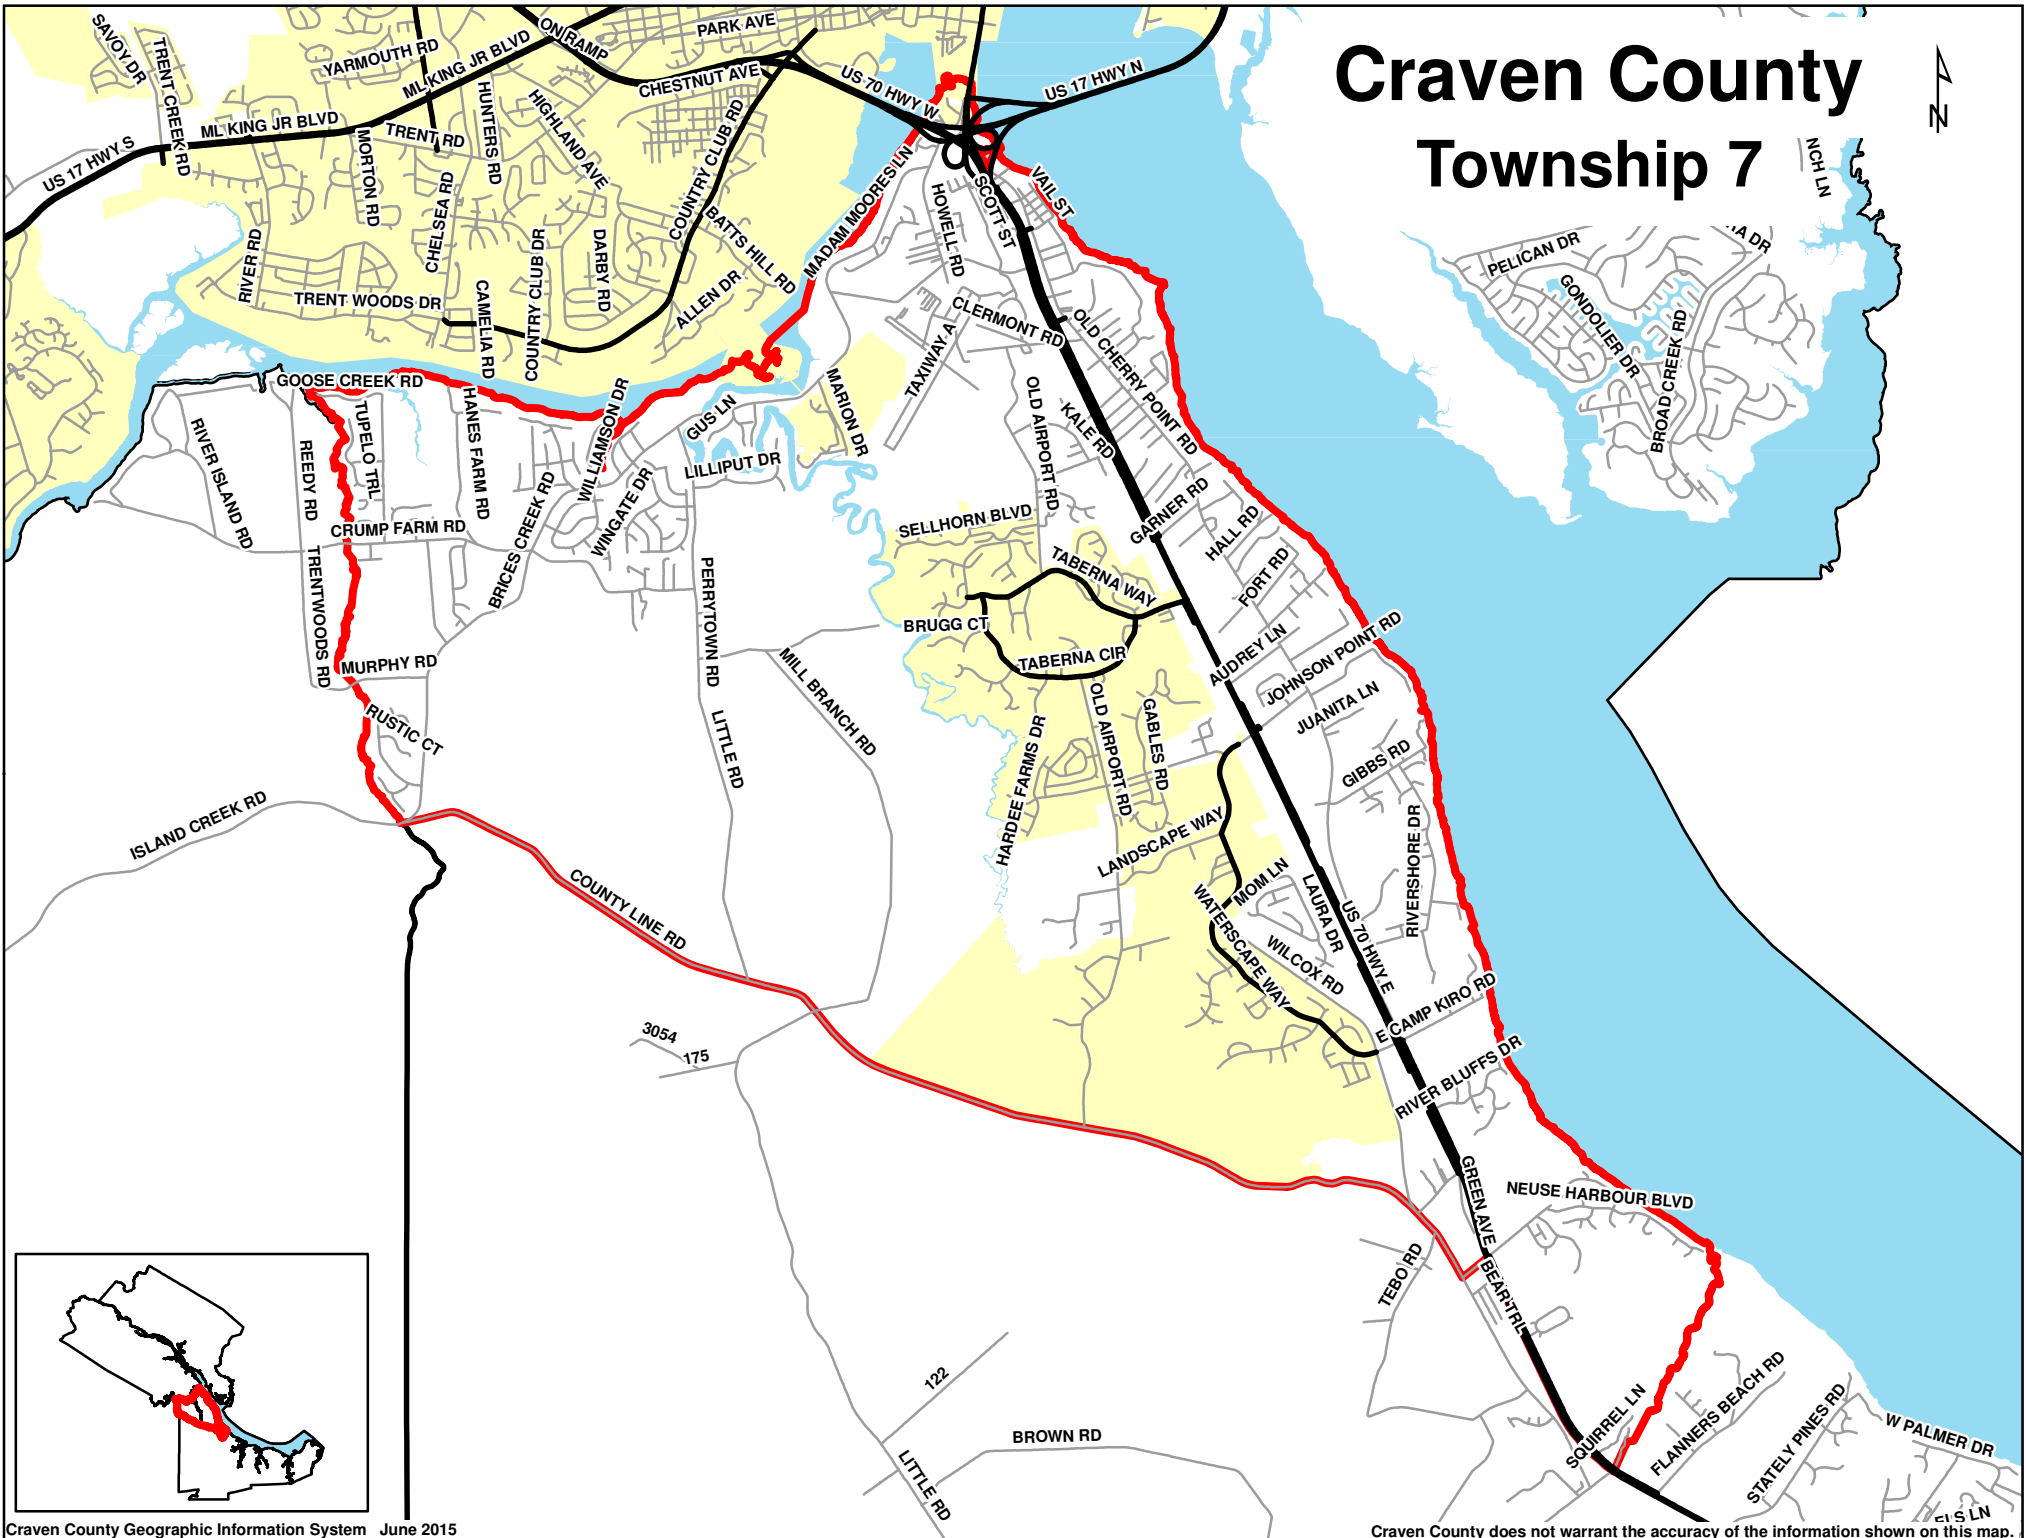 Craven County
Township 7
N
SAVOY DR
TRENT CREEK RD
YARMOUTH RD
ML KING JR BLVD
ON RAMP
PARK AVE
CHESTNUT AVE
US 70 HWY W
US 17 HWY N
US 17 HWY S
ML KING JR BLVD
MORTON RD
TRENT RD
HUNTERS RD
HIGHLAND AVE
COUNTRY CLUB RD
CHELSEA RD
RIVER RD
TRENT WOODS DR
CAMELIA RD
COUNTRY CLUB DR
DARBY RD
BATTS HILL RD
ALLEN DR
MADAM MOORES LN
HOWELL RD
SCOTT ST
VAIL ST
NCH LN
PELICAN DR
GONDOLIER DR
BROAD CREEK RD
NA DR
CLERMONT RD
TAXIWAY A
OLD CHERRY POINT RD
OLD AIRPORT RD
KALE RD
MARION DR
GOOSE CREEK RD
TUPELO TRL
REEDY RD
RIVER ISLAND RD
HANES FARM RD
WILLIAMSON DR
GUS LN
LILLIPUT DR
WINGATE DR
BRICES CREEK RD
CRUMP FARM RD
TRENTWOODS RD
MURPHY RD
RUSTIC CT
PERRYTOWN RD
LITTLE RD
MILL BRANCH RD
SELLHORN BLVD
GARNER RD
HALL RD
FORT RD
TABERNA WAY
BRUGG CT
TABERNA CIR
AUDREY LN
JOHNSON POINT RD
JUANITA LN
GIBBS RD
RIVERSHORE DR
OLD AIRPORT RD
GABLES RD
HARDEE FARMS DR
LANDSCAPE WAY
MOM LN
LAURA DR
US 70 HWY E
WATERSCAPE WAY
WILCOX RD
E CAMP KIRO RD
RIVER BLUFFS DR
ISLAND CREEK RD
COUNTY LINE RD
3054
175
GREEN AVE
NEUSE HARBOUR BLVD
TEBO RD
BEAR TRL
122
BROWN RD
LITTLE RD
SQUIRREL LN
FLANNERS BEACH RD
STATELY PINES RD
W PALMER DR
ELS LN
Craven County Geographic Information System June 2015
Craven County does not warrant the accuracy of the information shown on this map.